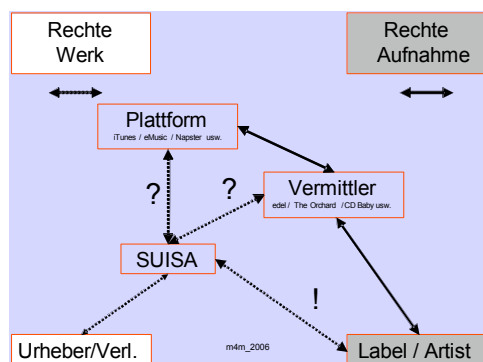 Rechte
Werk
Rechte
Aufnahme
Plattform
iTunes / eMusic / Napster usw.
?
?
Vermittler
edel / The Orchard / CD Baby usw.
SUISA
!
Urheber/Verl.
m4m_2006
Label / Artist